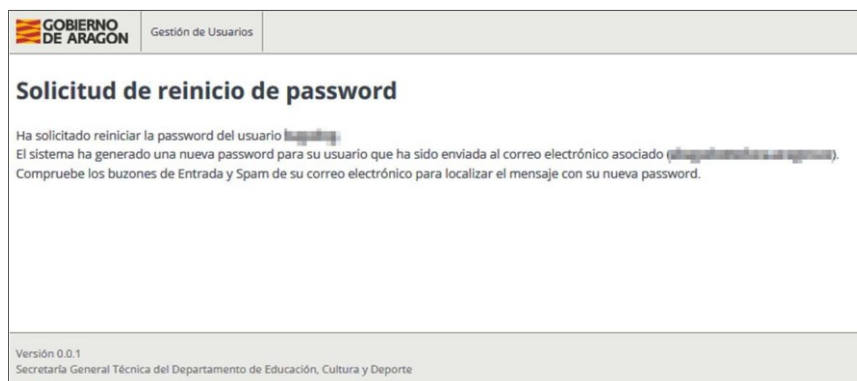 GOBIERNO
DE ARAGON
Gestión de Usuarios
Solicitud de reinicio de password
Ha solicitado reiniciar la password del usuario
El sistema ha generado una nueva password para su usuario que ha sido enviada al correo electrónico asociado ( ).
Compruebe los buzones de Entrada y Spam de su correo electrónico para localizar el mensaje con su nueva password.
Versión 0.0.1
Secretaría General Técnica del Departamento de Educación, Cultura y Deporte